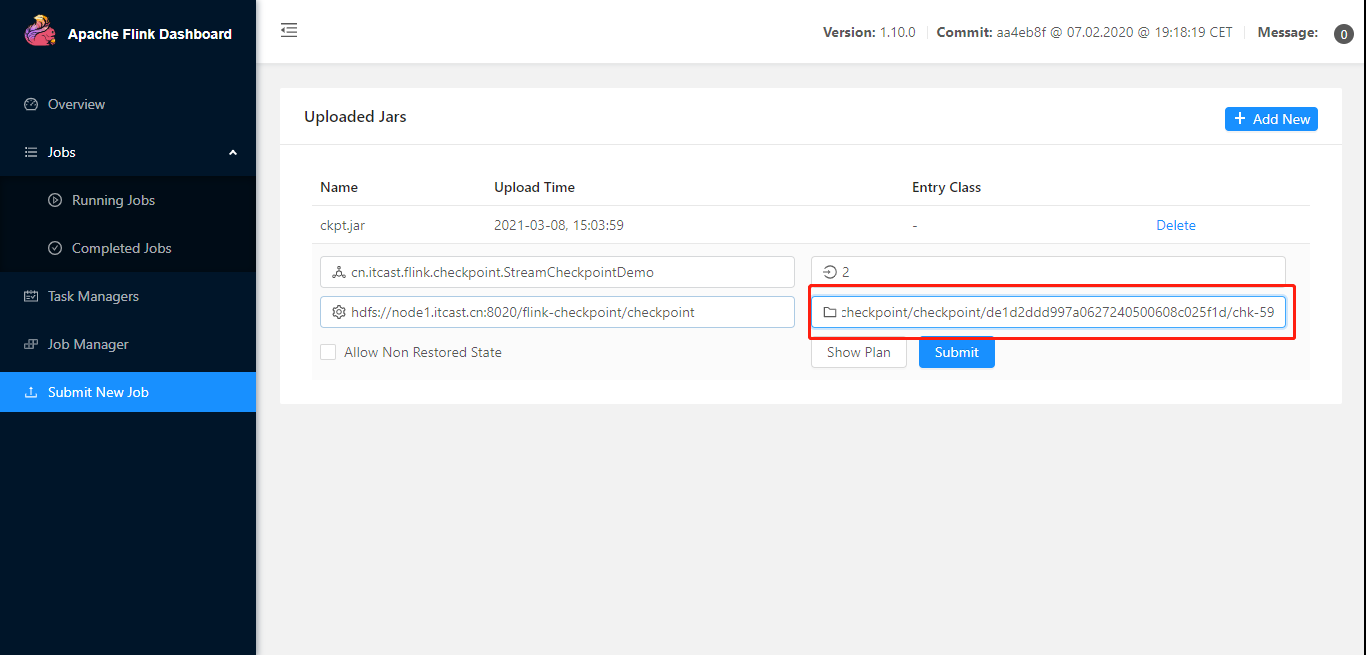 Apache Flink Dashboard
Version: 1.10.0 Commit: aa4eb8f @ 07.02.2020 @ 19:18:19 CET Message: 0
Overview
Jobs
Running Jobs
Completed Jobs
Task Managers
Job Manager
Submit New Job
Uploaded Jars
+ Add New
Name Upload Time Entry Class
ckpt.jar 2021-03-08, 15:03:59 - Delete
cn.itcast.flink.checkpoint.StreamCheckpointDemo 2
hdfs://node1.itcast.cn:8020/flink-checkpoint/checkpoint checkpoint/checkpoint/de1d2ddd997a0627240500608c025f1d/chk-59
Allow Non Restored State Show Plan Submit